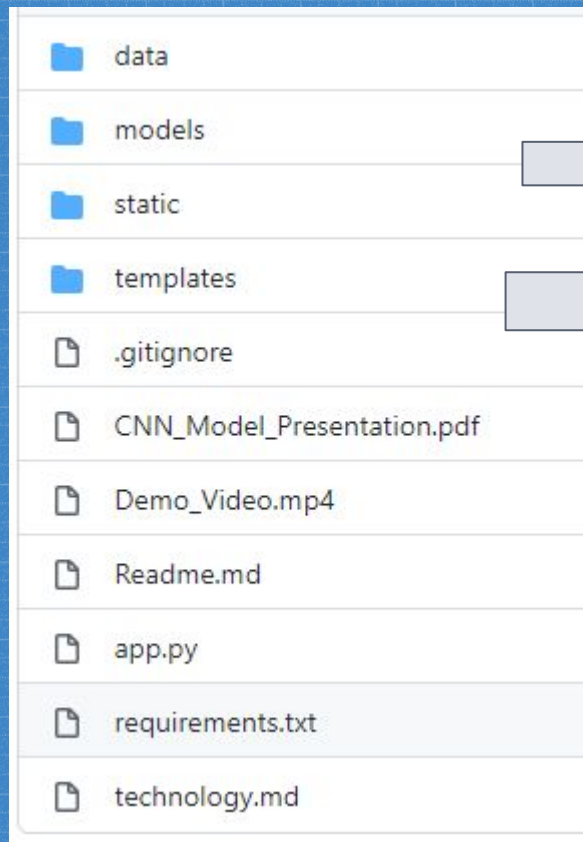 data
models
static
templates
.gitignore
CNN_Model_Presentation.pdf
Demo_Video.mp4
Readme.md
app.py
requirements.txt
technology.md